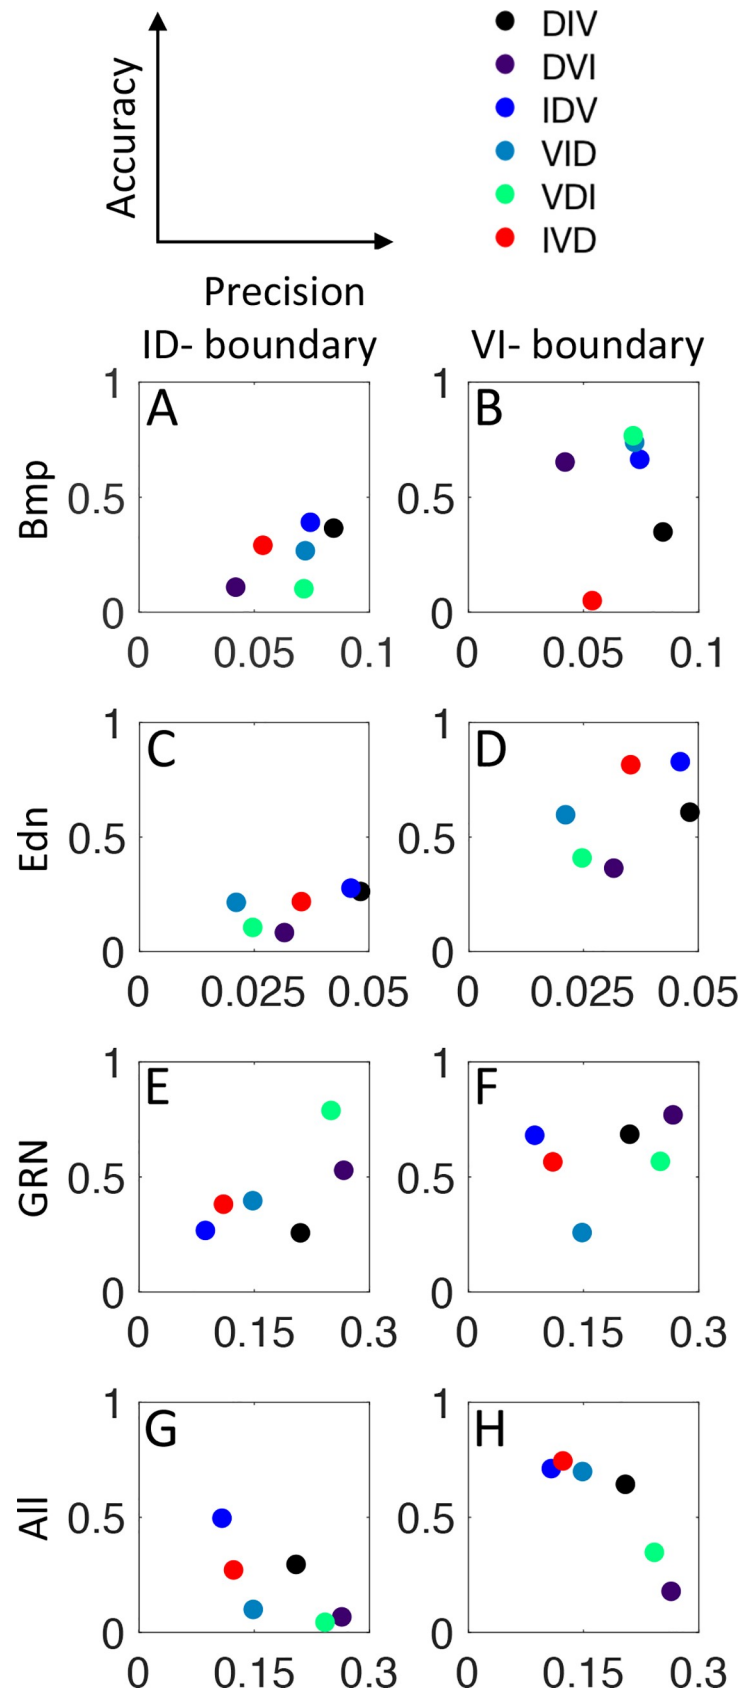 Accuracy
Precision
DIV
DVI
IDV
VID
VDI
IVD
ID- boundary
VI- boundary
Bmp
A
1
0.5
0
0 0.05 0.1
B
1
0.5
0
0 0.05 0.1
Edn
C
1
0.5
0
0 0.025 0.05
D
1
0.5
0
0 0.025 0.05
GRN
E
1
0.5
0
0 0.15 0.3
F
1
0.5
0
0 0.15 0.3
All
G
1
0.5
0
0 0.15 0.3
H
1
0.5
0
0 0.15 0.3